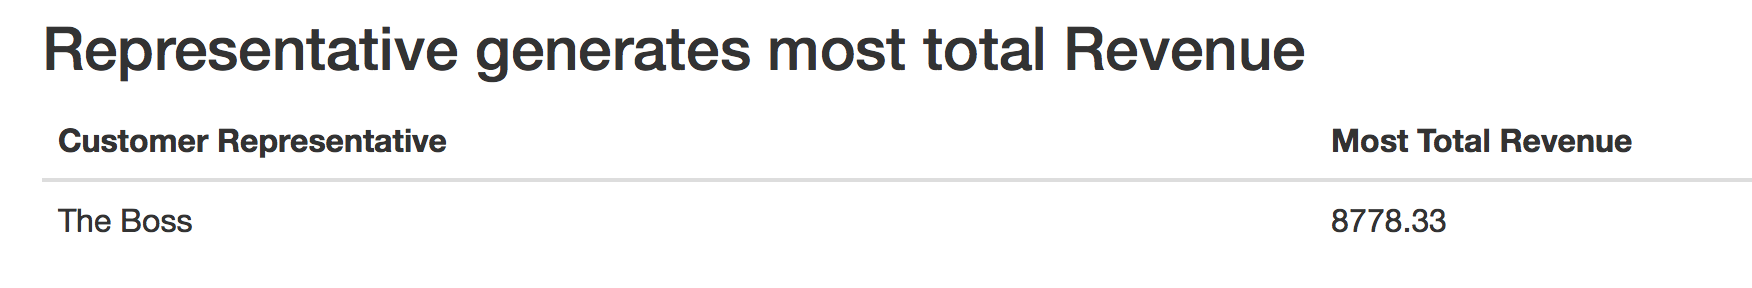 Representative generates most total Revenue
Customer Representative Most Total Revenue
The Boss 8778.33